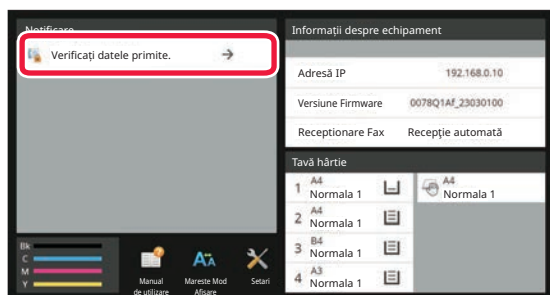 Notificare
Verificați datele primite.
Informații despre echipament
Adresă IP 192.168.0.10
Versiune Firmware 0078Q1Af_23030100
Receptionare Fax Recepție automată
Tavă hârtie
1 A4
Normala 1
A4
Normala 1
2 A4
Normala 1
3 B4
Normala 1
4 A3
Normala 1
Bk
C
M
Y
Manual
de utilizare
Mareste Mod
Afisare
Setari